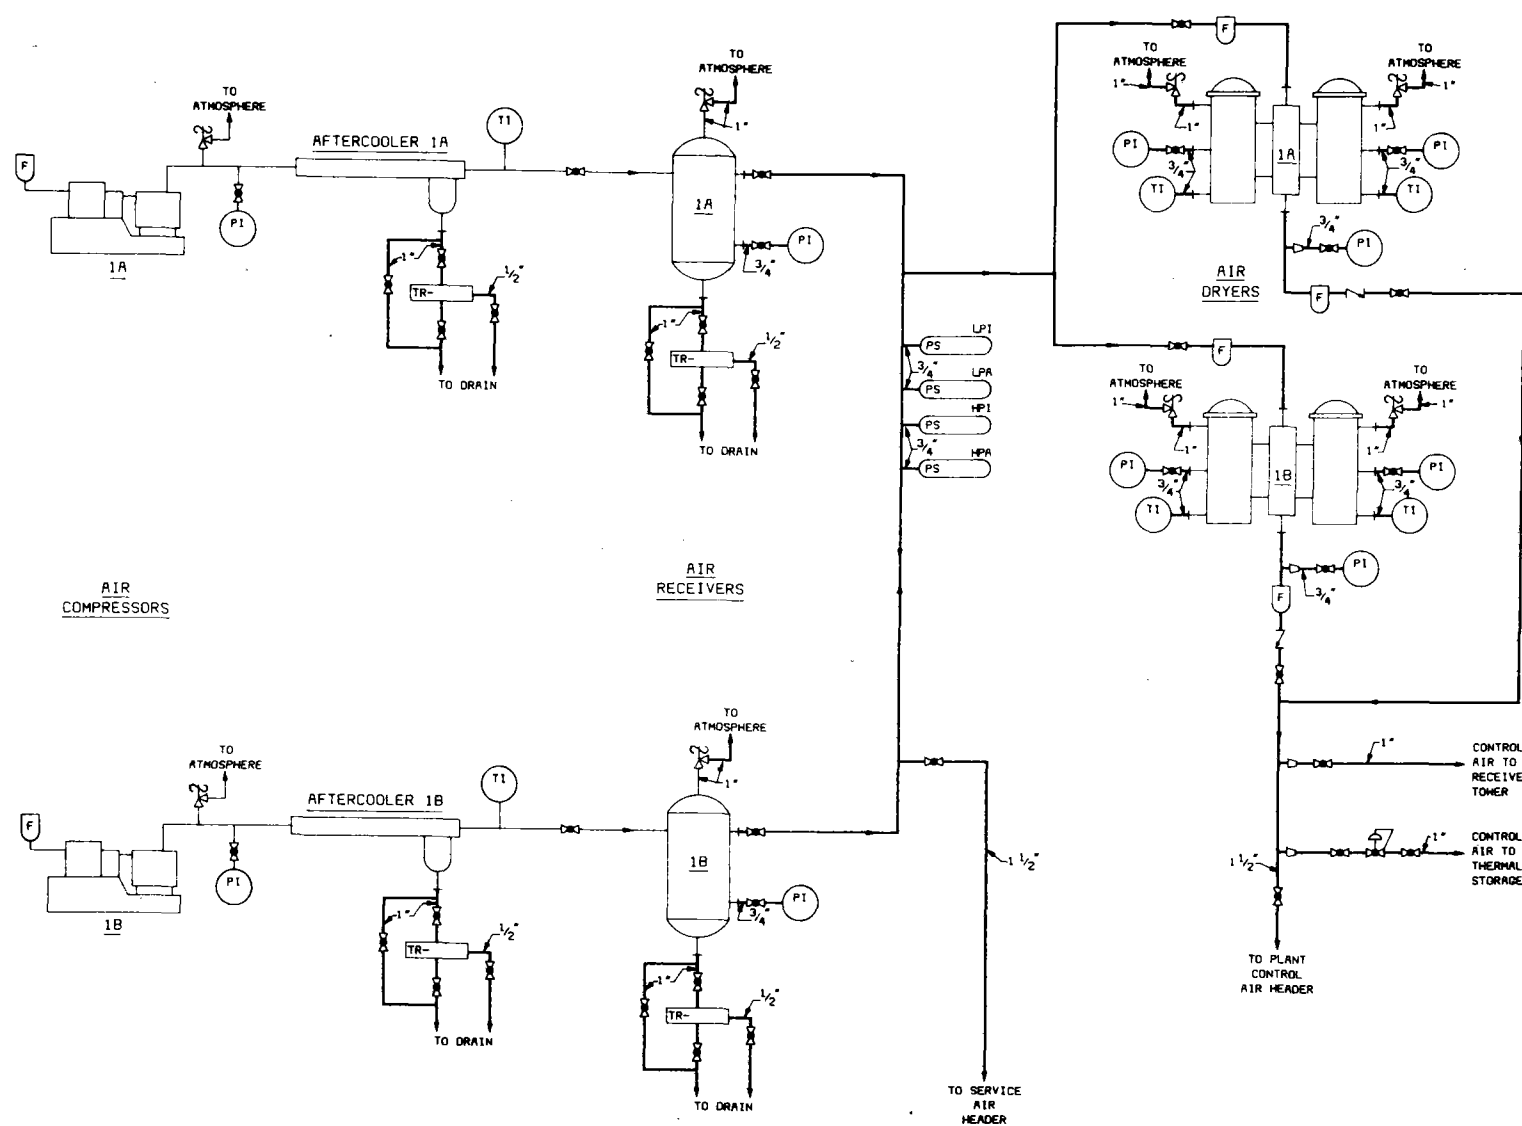 TO
ATMOSPHERE
F
1A
PI
AFTERCOOLER 1A
TI
1"
TR-
1/2"
TO DRAIN
TO
ATMOSPHERE
1"
1A
PI
3/4"
1"
TR-
1/2"
TO DRAIN
AIR
COMPRESSORS
AIR
RECEIVERS
PS
LPI
3/4"
PS
LPA
PS
HPI
3/4"
PS
HPA
F
TO
ATMOSPHERE
TO
ATMOSPHERE
1"
1"
1"
1"
1A
PI
PI
3/4"
3/4"
TI
TI
3/4"
PI
AIR
DRYERS
F
F
TO
ATMOSPHERE
TO
ATMOSPHERE
1"
1"
1"
1"
1B
PI
PI
3/4"
3/4"
TI
TI
PI
3/4"
F
TO
ATMOSPHERE
F
1B
PI
AFTERCOOLER 1B
TI
1"
TR-
1/2"
TO DRAIN
TO
ATMOSPHERE
1"
1B
PI
3/4"
1"
TR-
1/2"
TO DRAIN
1 1/2"
TO SERVICE
AIR
HEADER
1"
CONTROL
AIR TO
RECEIVE
TOWER
1"
CONTROL
AIR TO
THERMAL
STORAGE
1 1/2"
TO PLANT
CONTROL
AIR HEADER